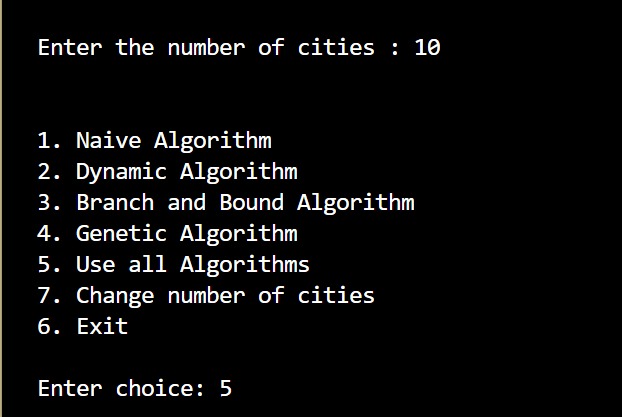 Enter the number of cities : 10
1. Naive Algorithm
2. Dynamic Algorithm
3. Branch and Bound Algorithm
4. Genetic Algorithm
5. Use all Algorithms
7. Change number of cities
6. Exit
Enter choice: 5